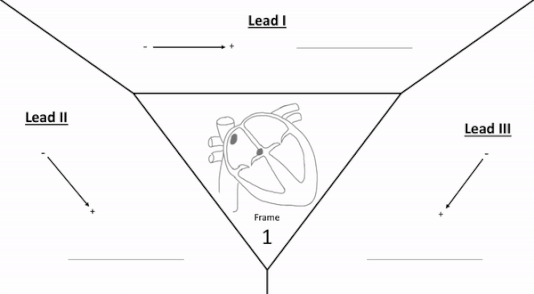 Lead I
- +
Lead II
- +
Lead III
- +
Frame
1